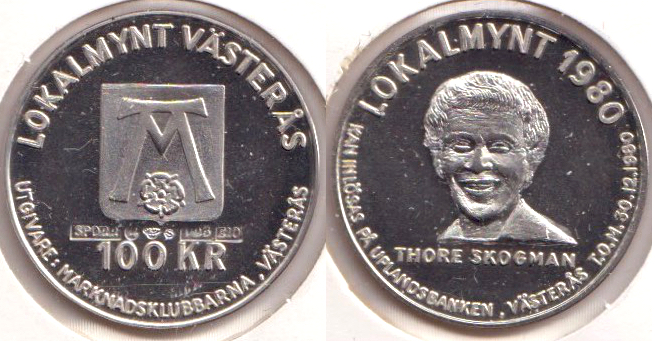 LOKALMYNT VÄSTERÅS
100 KR
UTGIVARE: MARKNADSKLUBBARNA, VÄSTERÅS
LOKALMYNT 1980
THORE SKOGMAN
KAN INLÖSAS PÅ UPLANDSBANKEN, VÄSTERÅS T.O.M. 30.12.1980